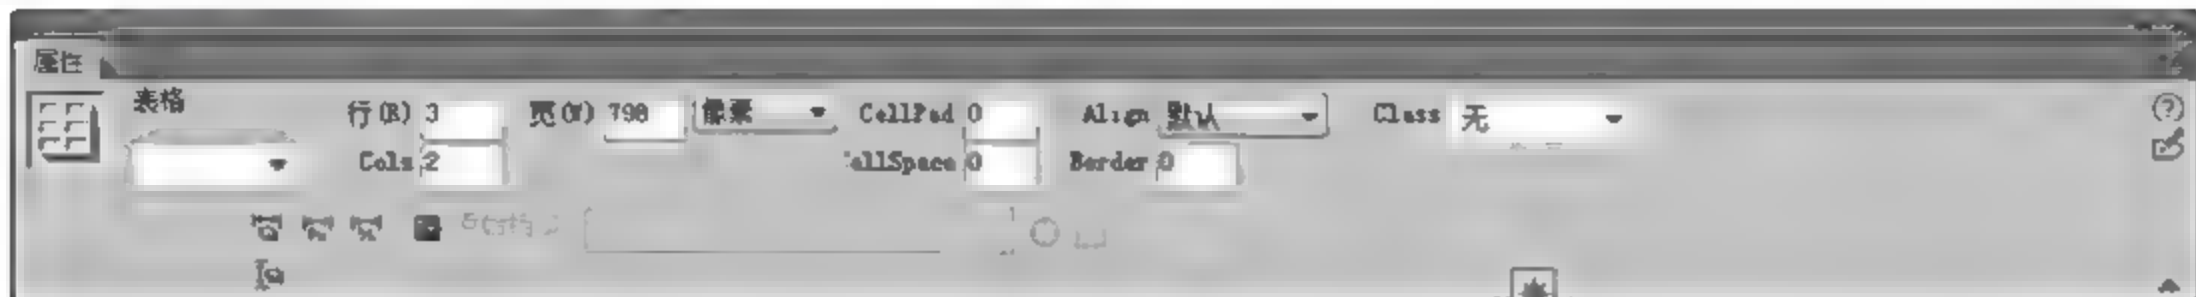 属性
表格
行(R) 3 宽(W) 798 像素 CellPad 0 Align 默认 Class 无
Cols 2 CellSpace 0 Border 0